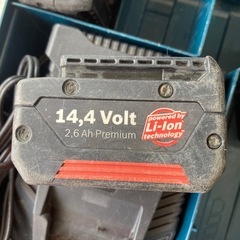 14,4 Volt
2,6 Ah Premium
powered by
Li-Ion
technology